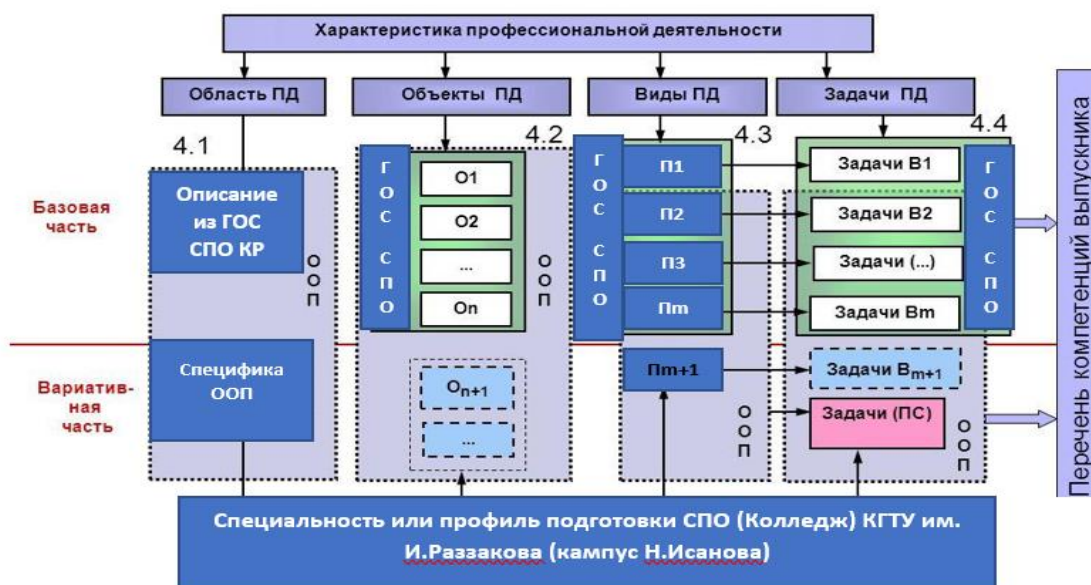 Характеристика профессиональной деятельности
Область ПД
Объекты ПД
Виды ПД
Задачи ПД
4.1
4.2
4.3
4.4
Базовая
часть
Описание
из ГОС
СПО КР
О
О
П
Г
О
С
С
П
О
О1
О2
...
Оn
О
О
П
Г
О
С
С
П
О
П1
П2
П3
Пm
Задачи В1
Задачи В2
Задачи (...)
Задачи Вm
Г
О
С
С
П
О
Вариатив-
ная
часть
Специфика
ООП
Оn+1
...
Пm+1
О
О
П
Задачи Вm+1
Задачи (ПС)
О
О
П
Перечень компетенций выпускника
Специальность или профиль подготовки СПО (Колледж) КГТУ им.
И.Раззакова (кампус Н.Исанова)